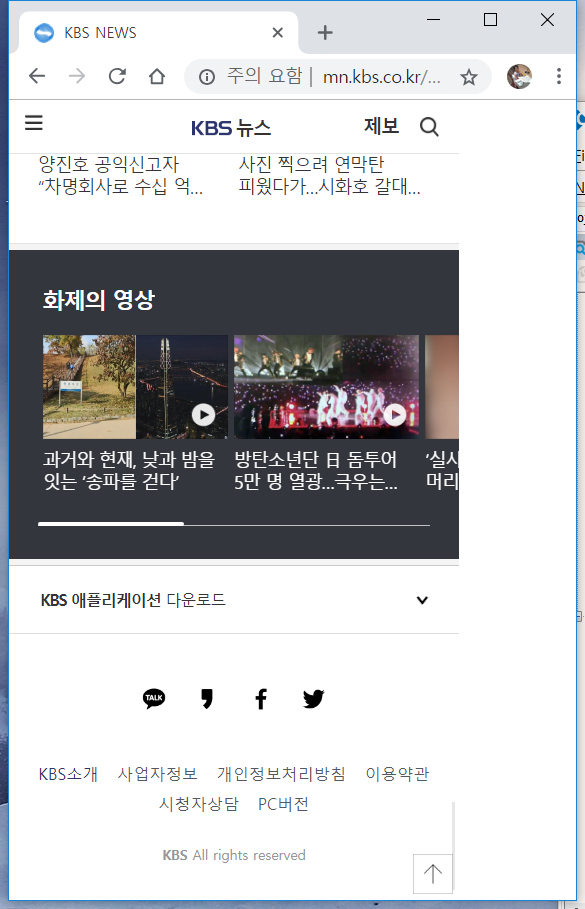 KBS NEWS
주의 요함 | mn.kbs.co.kr/...
KBS 뉴스
제보
양진호 공익신고자
“차명회사로 수십 억...
사진 찍으려 연막탄
피웠다가...시화호 갈대...
화제의 영상
과거와 현재, 낮과 밤을
잇는 ‘송파를 걷다’
방탄소년단 日 돔투어
5만 명 열광...극우는...
‘실시
머리
KBS 애플리케이션 다운로드
TALK
KBS소개 사업자정보 개인정보처리방침 이용약관
시청자상담 PC버전
KBS All rights reserved